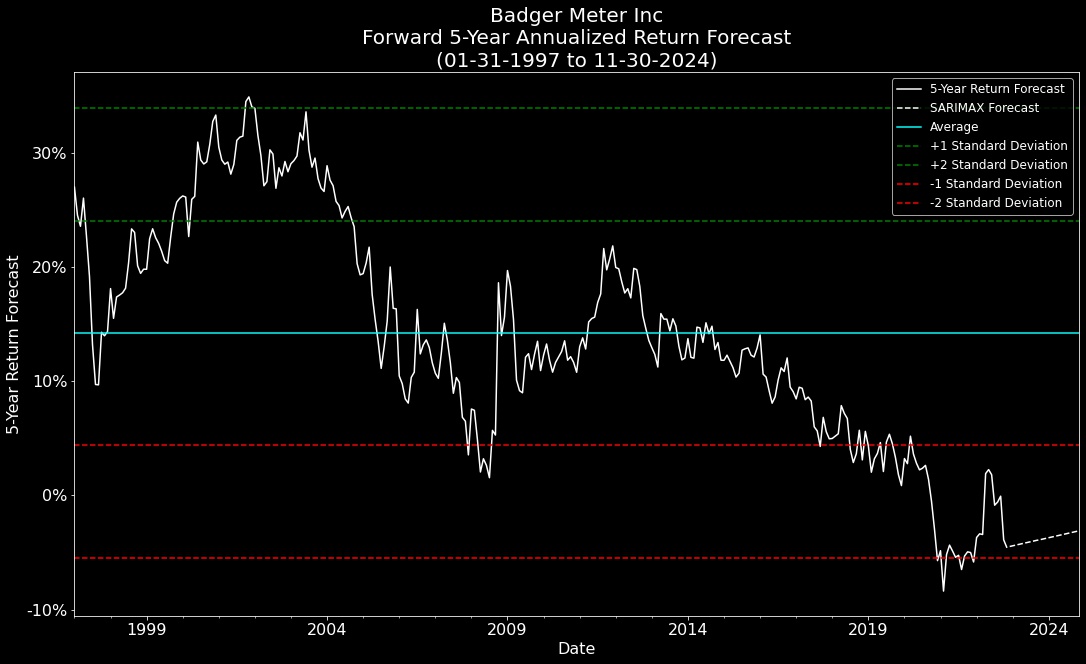 Badger Meter Inc
Forward 5-Year Annualized Return Forecast
(01-31-1997 to 11-30-2024)
5-Year Return Forecast
SARIMAX Forecast
Average
+1 Standard Deviation
+2 Standard Deviation
-1 Standard Deviation
-2 Standard Deviation
5-Year Return Forecast
30%
20%
10%
0%
-10%
1999 2004 2009 2014 2019 2024
Date